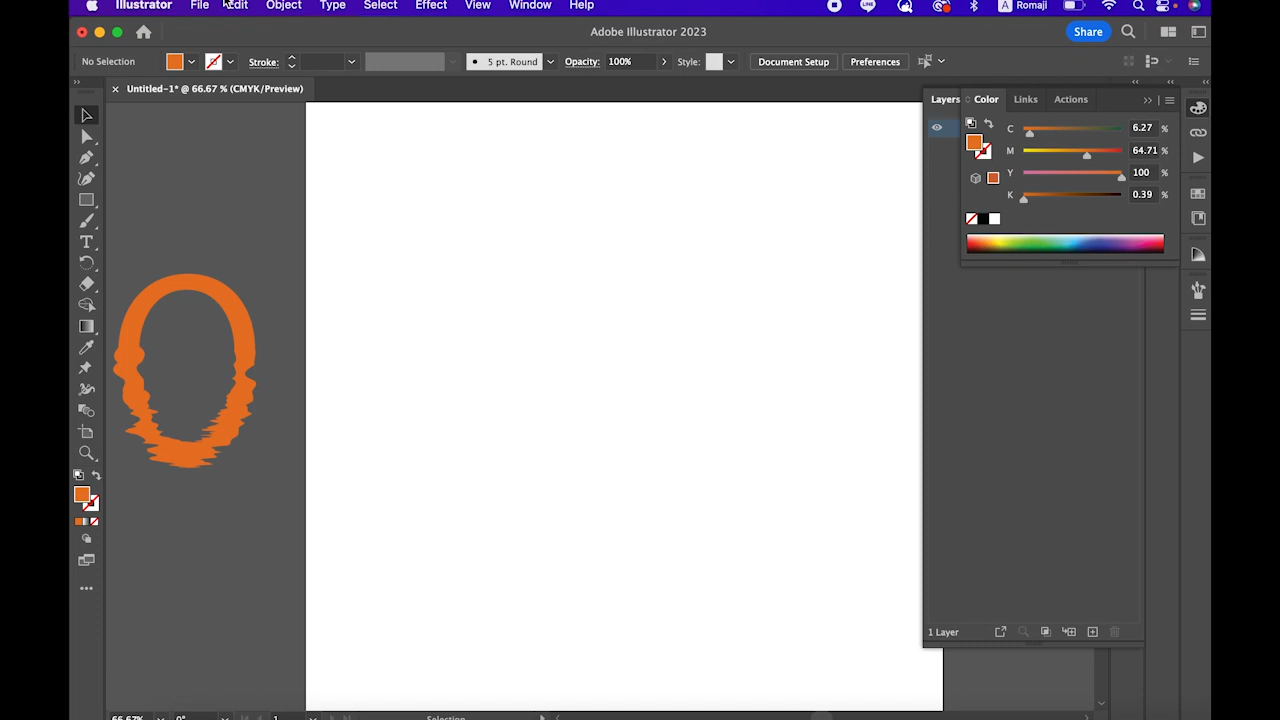 Illustrator File Edit Object Type Select Effect View Window Help A Romaji
Adobe Illustrator 2023 Share
No Selection Stroke: 5 pt. Round Opacity: 100% Style: Document Setup Preferences
Untitled-1* @ 66.67 % (CMYK/Preview)
Layers Color Links Actions
C 6.27 %
M 64.71 %
Y 100 %
K 0.39 %
1 Layer
66.67% 0° 1 Selection